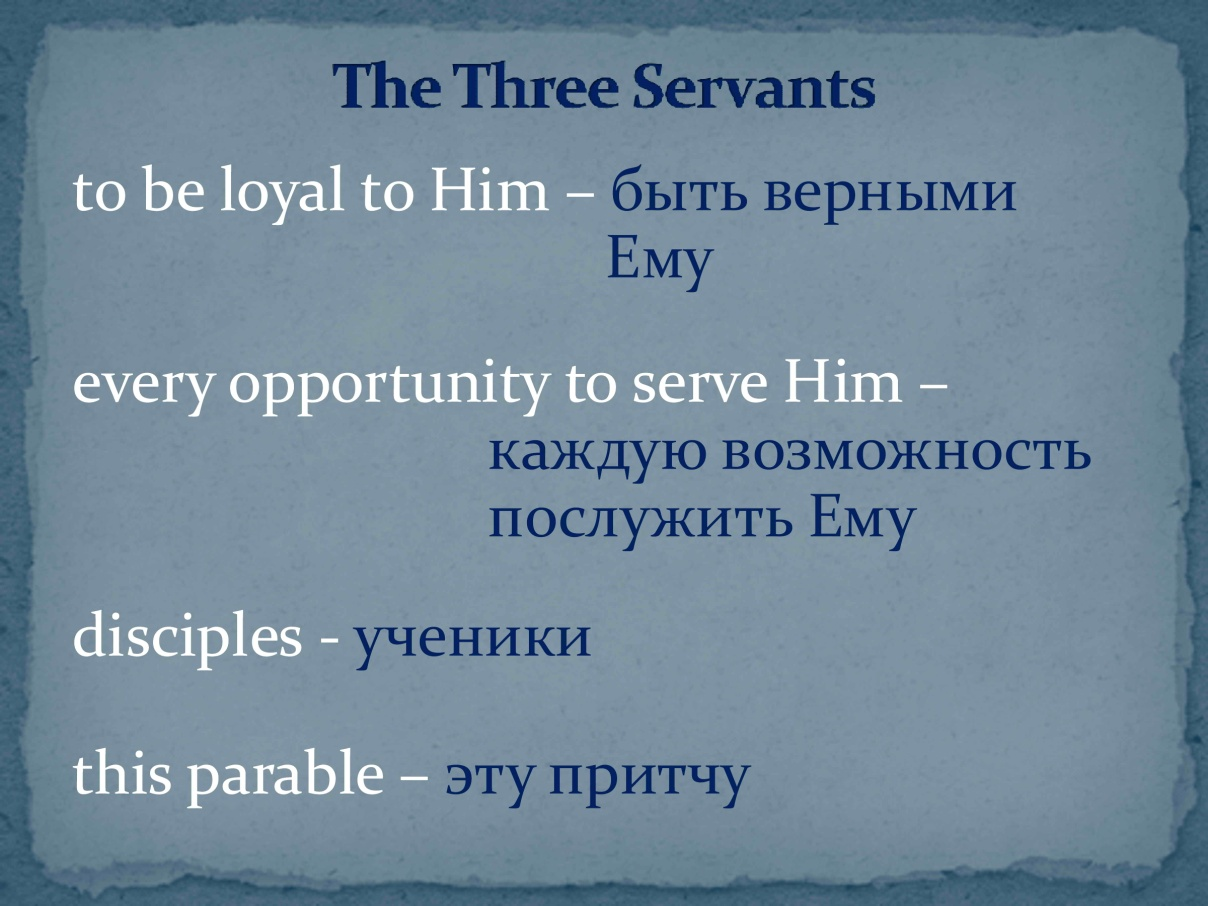 The Three Servants
to be loyal to Him – быть верными
Ему
every opportunity to serve Him –
каждую возможность
послужить Ему
disciples - ученики
this parable – эту притчу